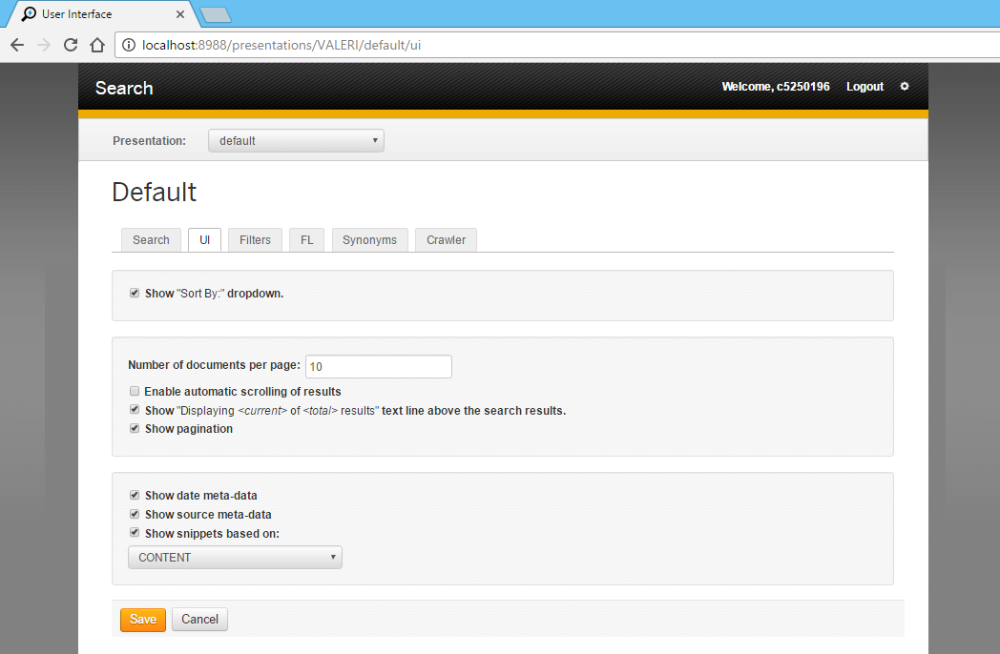 User Interface
localhost:8988/presentations/VALERI/default/ui
Search Welcome, c5250196 Logout
Presentation: default
Default
Search UI Filters FL Synonyms Crawler
Show "Sort By:" dropdown.
Number of documents per page: 10
Enable automatic scrolling of results
Show "Displaying <current> of <total> results" text line above the search results.
Show pagination
Show date meta-data
Show source meta-data
Show snippets based on:
CONTENT
Save Cancel